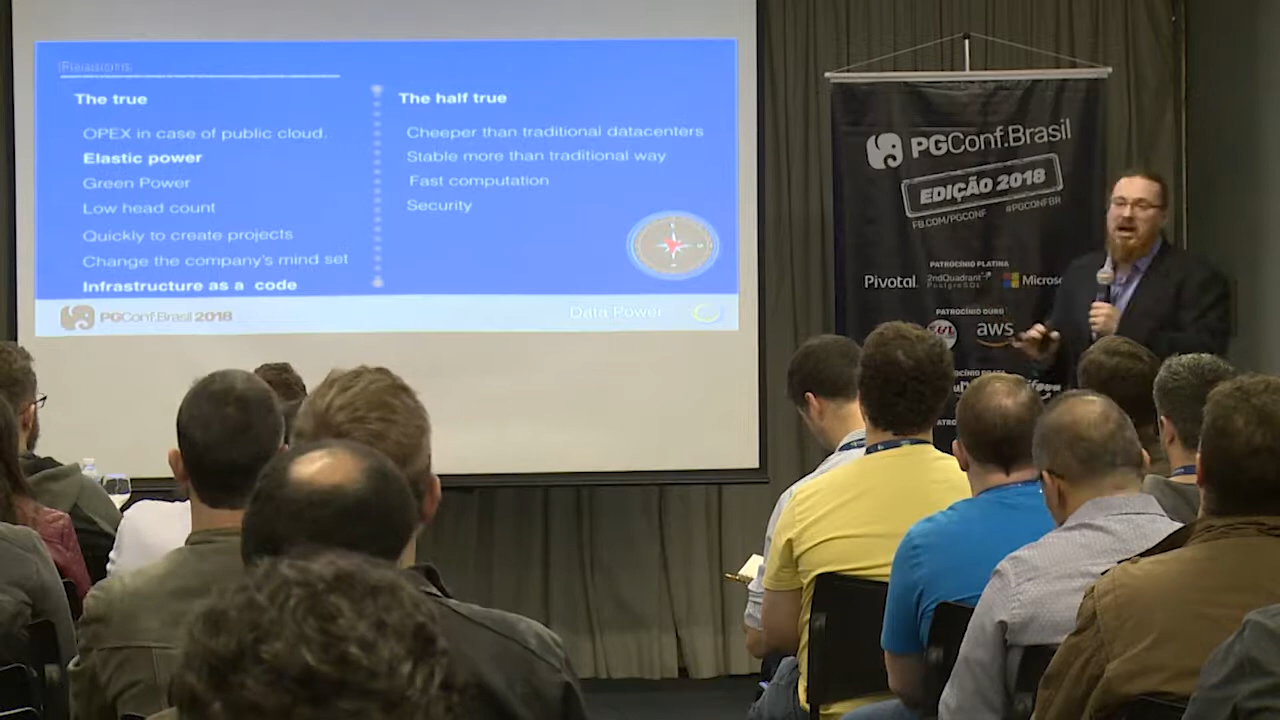 Reasons
The true
OPEX in case of public cloud.
Elastic power
Green Power
Low head count
Quickly to create projects
Change the company's mind set
Infrastructure as a code
The half true
Cheeper than traditional datacenters
Stable more than traditional way
Fast computation
Security
PGConf.Brasil 2018
Data Power
PGConf.Brasil
EDIÇÃO 2018
FB.COM/PGCONF #PGCONFBR
PATROCÍNIO PLATINA
Pivotal. 2ndQuadrant
PostgreSQL
PATROCÍNIO OURO
aws